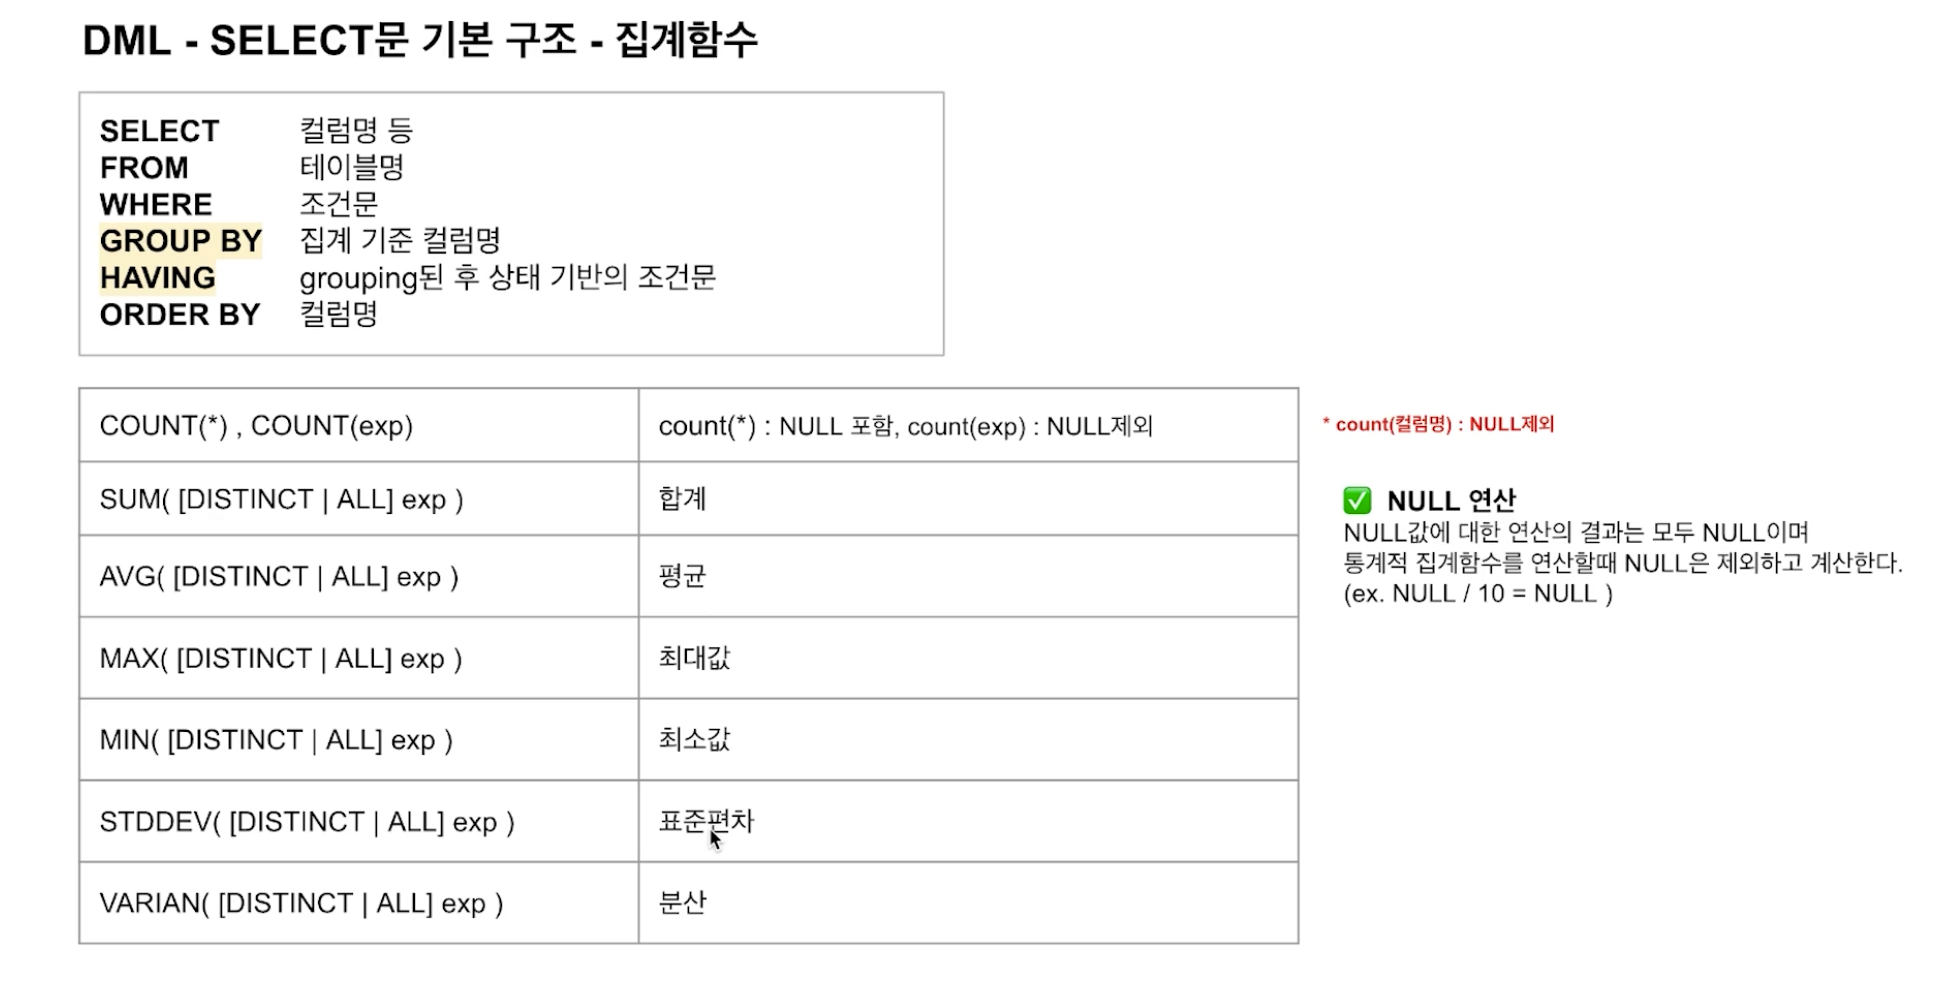 DML - SELECT문 기본 구조 - 집계함수
SELECT 컬럼명 등
FROM 테이블명
WHERE 조건문
GROUP BY 집계 기준 컬럼명
HAVING grouping된 후 상태 기반의 조건문
ORDER BY 컬럼명
COUNT(*) , COUNT(exp) count(*) : NULL 포함, count(exp) : NULL제외
* count(컬럼명) : NULL제외
SUM( [DISTINCT | ALL] exp ) 합계
AVG( [DISTINCT | ALL] exp ) 평균
MAX( [DISTINCT | ALL] exp ) 최대값
MIN( [DISTINCT | ALL] exp ) 최소값
STDDEV( [DISTINCT | ALL] exp ) 표준편차
VARIAN( [DISTINCT | ALL] exp ) 분산
✅ NULL 연산
NULL값에 대한 연산의 결과는 모두 NULL이며
통계적 집계함수를 연산할때 NULL은 제외하고 계산한다.
(ex. NULL / 10 = NULL )